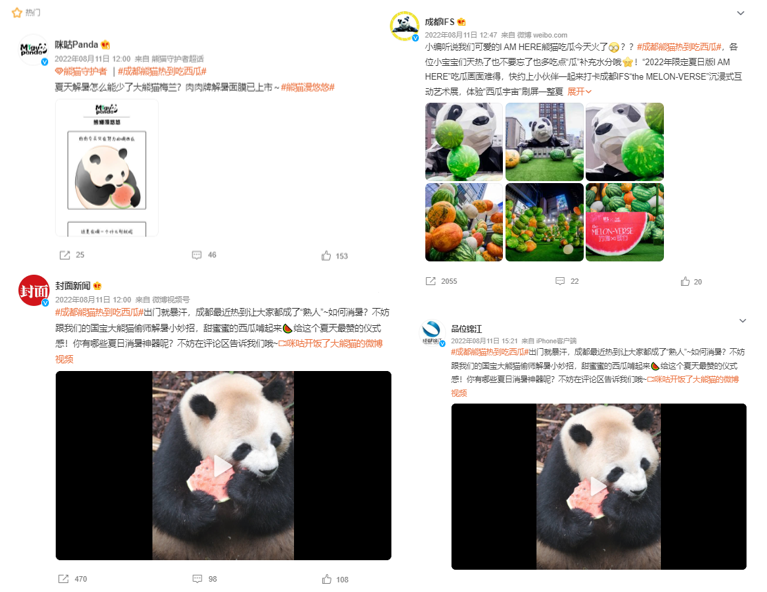 热门
咪咕Panda
2022年08月11日 12:00 来自 熊猫守护者超话
熊猫守护者 | #成都熊猫热到吃西瓜#
夏天解暑怎么能少了大熊猫梅兰?肉肉牌解暑面膜已上市~#熊猫漫悠悠#
Migu
panda
熊猫漫悠悠
25
46
153
封面新闻
封面
2022年08月11日 12:00 来自 微博视频号
#成都熊猫热到吃西瓜#出门就暴汗,成都最近热到让大家都成了“熟人”~如何消暑?不妨
跟我们的国宝大熊猫偷师解暑小妙招,甜蜜蜜的西瓜啃起来🍉给这个夏天最赞的仪式
感!你有哪些夏日消暑神器呢?不妨在评论区告诉我们哦~咪咕开饭了大熊猫的微博
视频
470
98
108
成都IFS
2022年08月11日 12:47 来自 微博 weibo.com
小编听说我们可爱的I AM HERE熊猫吃瓜今天火了??#成都熊猫热到吃西瓜#,各
位小宝们天热了也不要忘了也多吃点“瓜”补充水分哦!“2022年限定夏日版I AM
HERE”吃瓜画面难得,快约上小伙伴一起来打卡成都IFS“the MELON-VERSE”沉浸式互
动艺术展,体验“西瓜宇宙”刷屏一整夏 展开
the
MELON-VERSE
2055
22
20
品位锦江
2022年08月11日 15:21 来自 iPhone客户端
#成都熊猫热到吃西瓜#出门就暴汗,成都最近热到让大家都成了“熟人”~如何消暑?不妨
跟我们的国宝大熊猫偷师解暑小妙招,甜蜜蜜的西瓜啃起来🍉给这个夏天最赞的仪式
感!你有哪些夏日消暑神器呢?不妨在评论区告诉我们哦~咪咕开饭了大熊猫的微博
视频